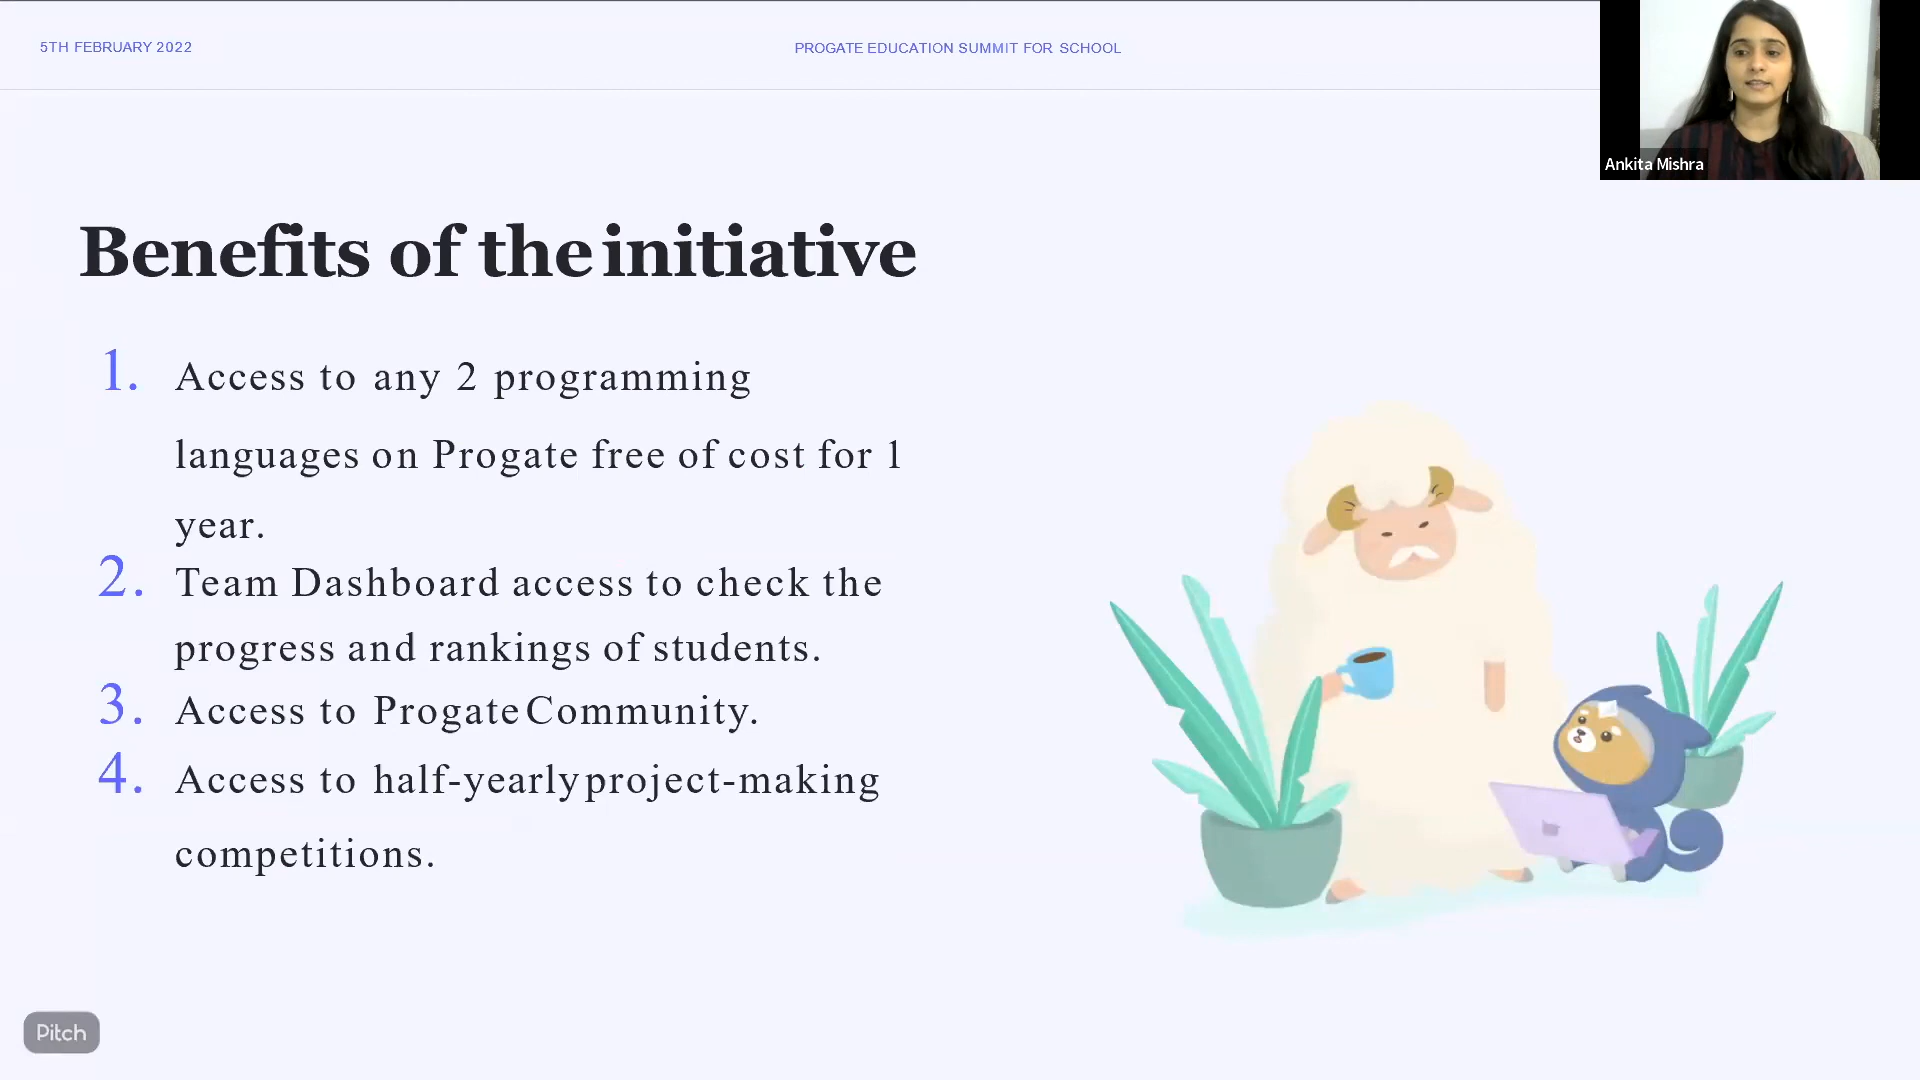 5TH FEBRUARY 2022
PROGATE EDUCATION SUMMIT FOR SCHOOL
Ankita Mishra
Benefits of the initiative
1. Access to any 2 programming
languages on Progate free of cost for 1
year.
2. Team Dashboard access to check the
progress and rankings of students.
3. Access to Progate Community.
4. Access to half-yearly project-making
competitions.
Pitch